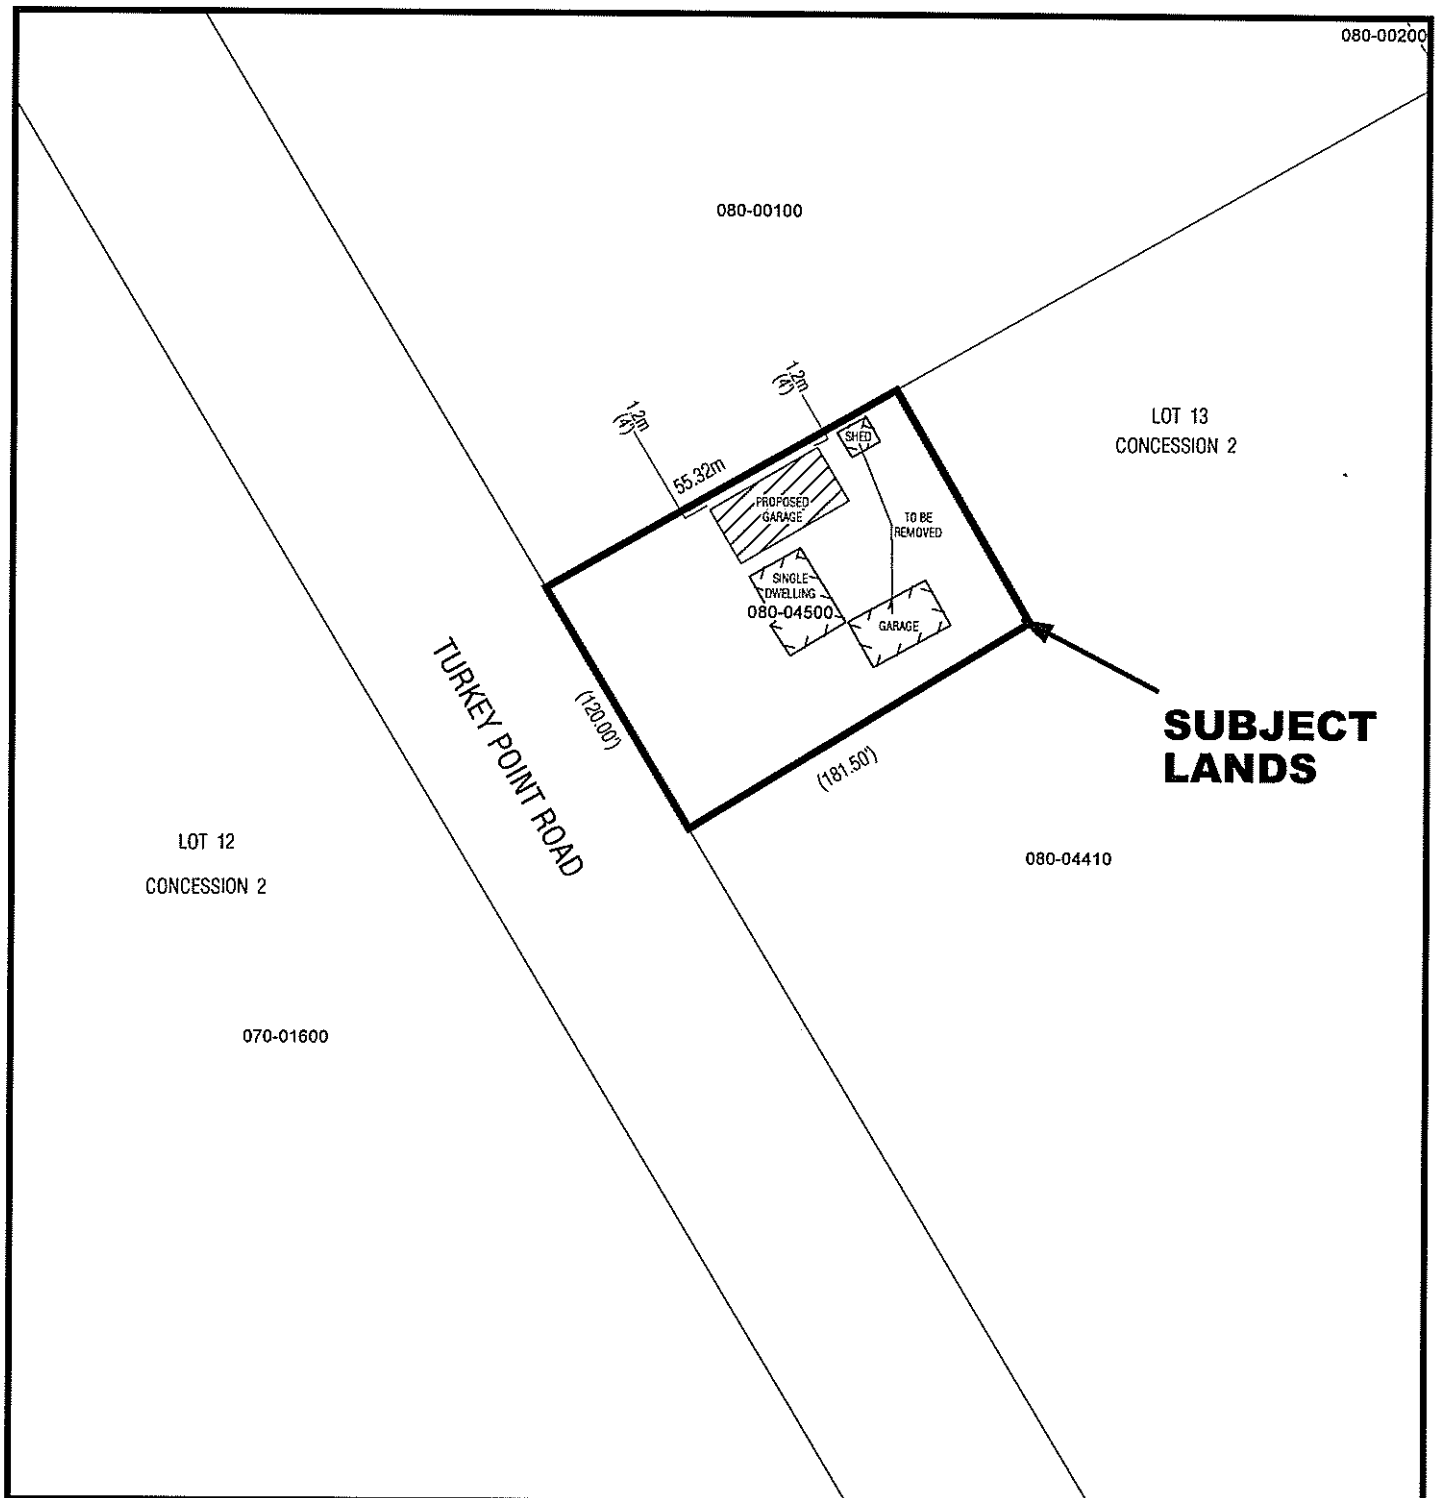 080-00200
080-00100
1.2m
(4')
1.2m
(4')
LOT 13
CONCESSION 2
SHED
55.32m
PROPOSED
GARAGE
TO BE
REMOVED
SINGLE
DWELLING
080-04500
GARAGE
TURKEY POINT ROAD
(120.00')
(181.50')
SUBJECT
LANDS
LOT 12
CONCESSION 2
080-04410
070-01600